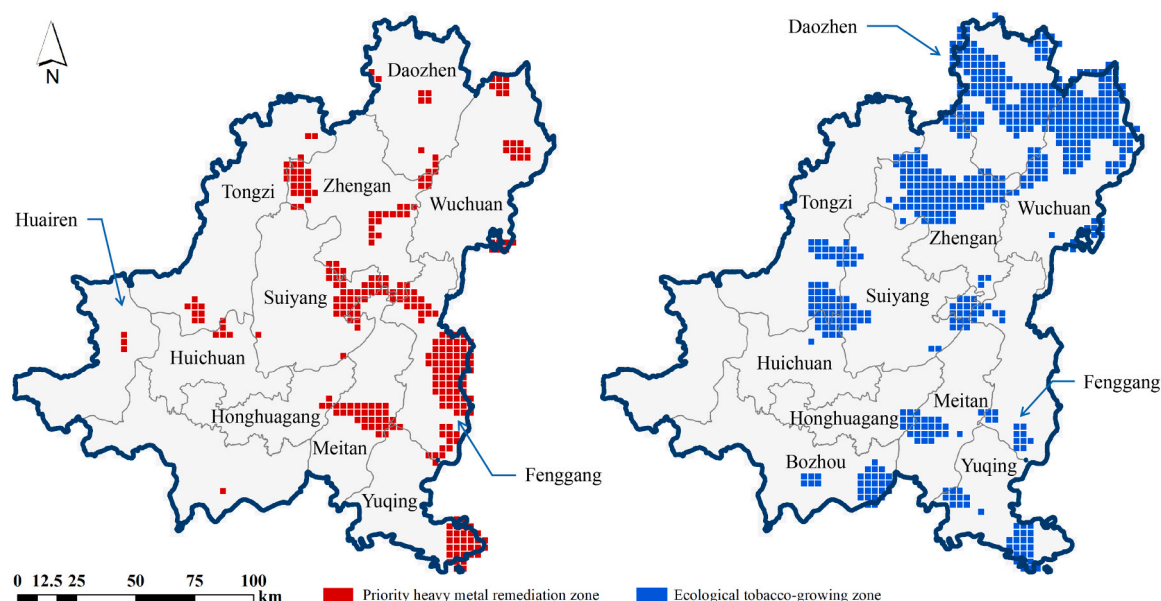 N
Daozhen
Tongzi
Zhengan
Wuchuan
Huairen
Suiyang
Huichuan
Honghuagang
Meitan
Fenggang
Yuqing
Daozhen
Tongzi
Wuchuan
Zhengan
Suiyang
Huichuan
Fenggang
Meitan
Honghuagang
Bozhou
Yuqing
0 12.5 25 50 75 100
km
Priority heavy metal remediation zone
Ecological tobacco-growing zone